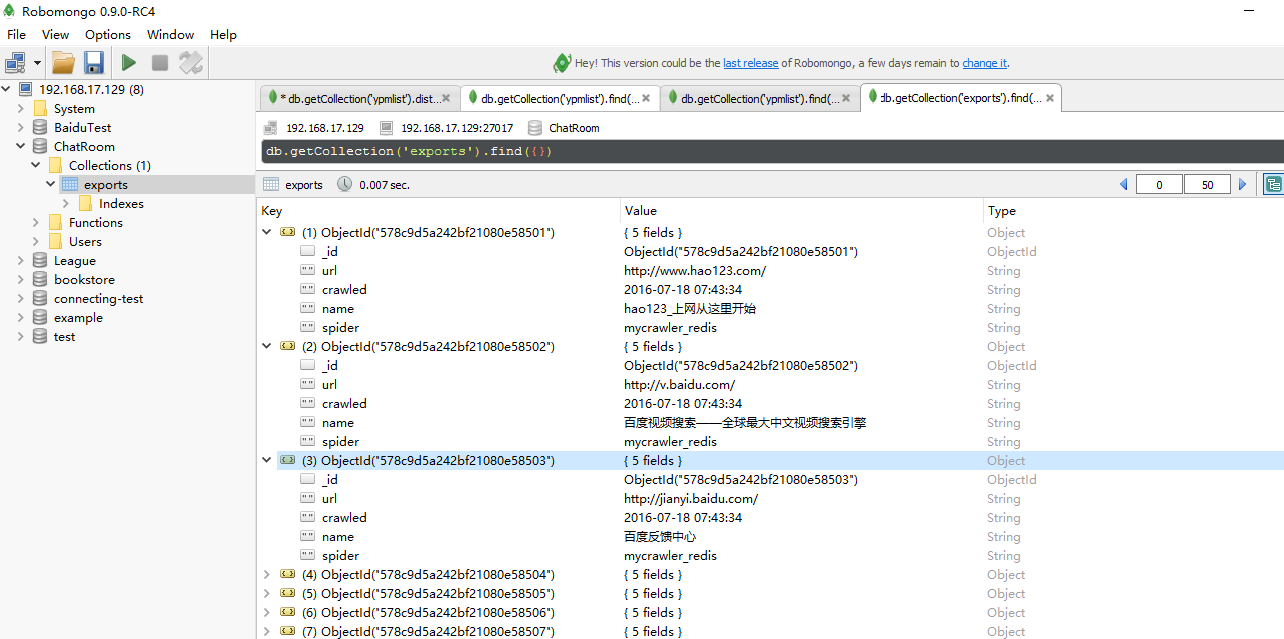 Robomongo 0.9.0-RC4
File View Options Window Help
Hey! This version could be the last release of Robomongo, a few days remain to change it.
192.168.17.129 (8)
System
BaiduTest
ChatRoom
Collections (1)
exports
Indexes
Functions
Users
League
bookstore
connecting-test
example
test
* db.getCollection('ypmlist').dist... db.getCollection('ypmlist').find(... db.getCollection('ypmlist').find(... db.getCollection('exports').find(...
192.168.17.129 192.168.17.129:27017 ChatRoom
db.getCollection('exports').find({})
exports 0.007 sec. 0 50
Key Value Type
(1) ObjectId("578c9d5a242bf21080e58501") { 5 fields } Object
_id ObjectId("578c9d5a242bf21080e58501") ObjectId
url http://www.hao123.com/ String
crawled 2016-07-18 07:43:34 String
name hao123_上网从这里开始 String
spider mycrawler_redis String
(2) ObjectId("578c9d5a242bf21080e58502") { 5 fields } Object
_id ObjectId("578c9d5a242bf21080e58502") ObjectId
url http://v.baidu.com/ String
crawled 2016-07-18 07:43:34 String
name 百度视频搜索——全球最大中文视频搜索引擎 String
spider mycrawler_redis String
(3) ObjectId("578c9d5a242bf21080e58503") { 5 fields } Object
_id ObjectId("578c9d5a242bf21080e58503") ObjectId
url http://jianyi.baidu.com/ String
crawled 2016-07-18 07:43:34 String
name 百度反馈中心 String
spider mycrawler_redis String
(4) ObjectId("578c9d5a242bf21080e58504") { 5 fields } Object
(5) ObjectId("578c9d5a242bf21080e58505") { 5 fields } Object
(6) ObjectId("578c9d5a242bf21080e58506") { 5 fields } Object
(7) ObjectId("578c9d5a242bf21080e58507") { 5 fields } Object